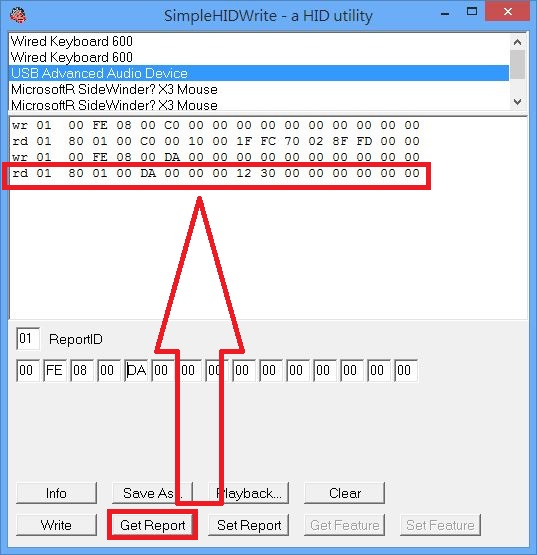 SimpleHIDWrite - a HID utility
Wired Keyboard 600
Wired Keyboard 600
USB Advanced Audio Device
MicrosoftR SideWinder? X3 Mouse
MicrosoftR SideWinder? X3 Mouse
wr 01 00 FE 08 00 C0 00 00 00 00 00 00 00 00 00
rd 01 80 01 00 C0 00 10 00 1F FC 70 02 8F FD 00 00
wr 01 00 FE 08 00 DA 00 00 00 00 00 00 00 00 00
rd 01 80 01 00 DA 00 00 00 12 30 00 00 00 00 00 00
01 ReportID
00 FE 08 00 DA 00 00 00 00 00 00 00 00 00 00
Info Save As... Playback... Clear
Write Get Report Set Report Get Feature Set Feature